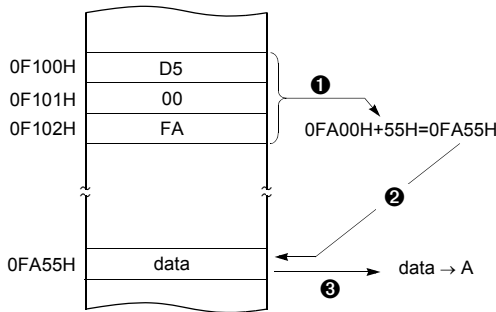 0F100H D5
0F101H 00 ❶
0F102H FA 0FA00H+55H=0FA55H
❷
0FA55H data data → A
❸